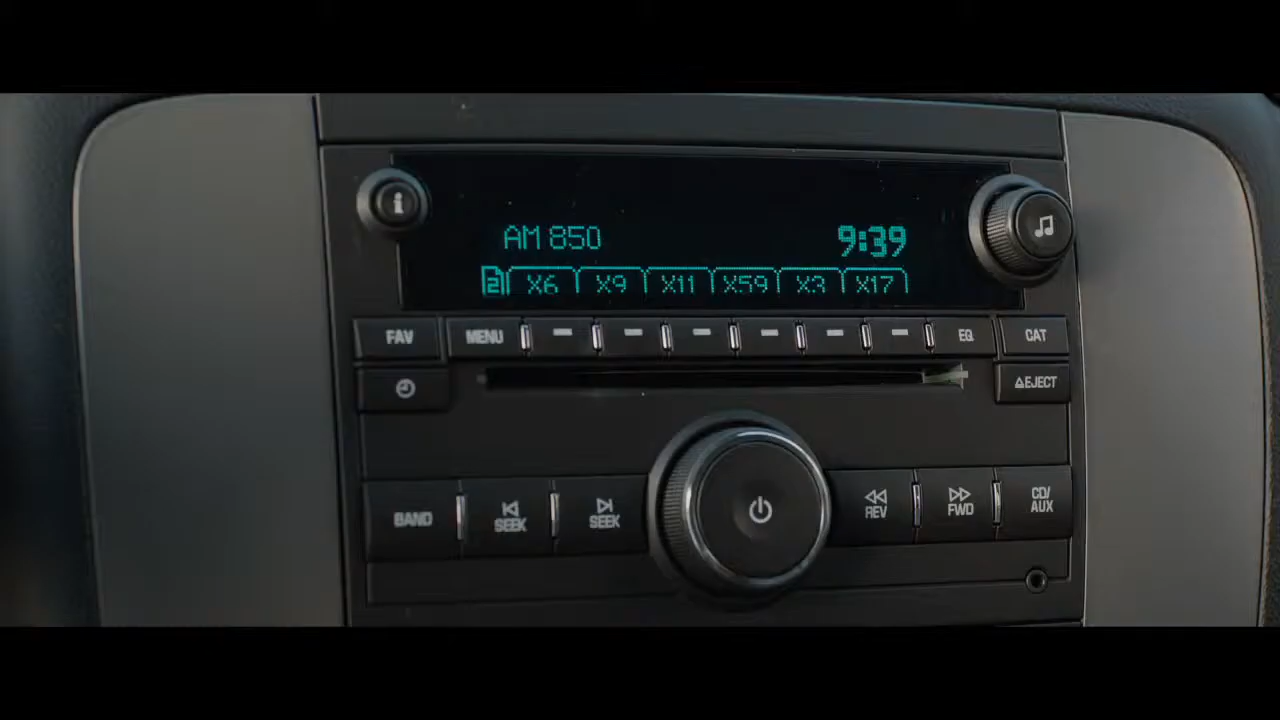 i
AM 850 9:39
2 X6 X9 X11 X59 X3 X17
FAV MENU EQ CAT
EJECT
BAND SEEK SEEK REV FWD CD/
AUX